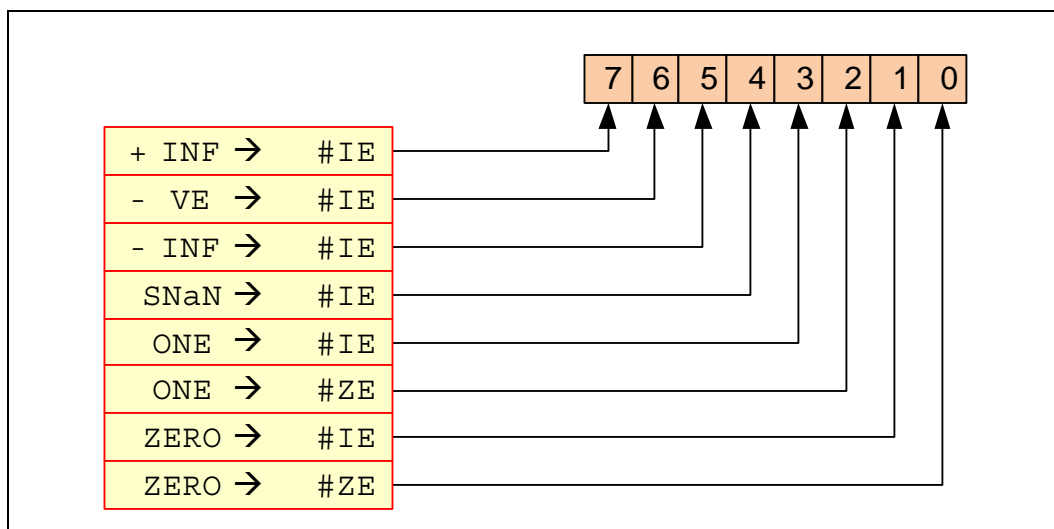 7 6 5 4 3 2 1 0
+ INF → #IE
- VE → #IE
- INF → #IE
SNaN → #IE
ONE → #IE
ONE → #ZE
ZERO → #IE
ZERO → #ZE